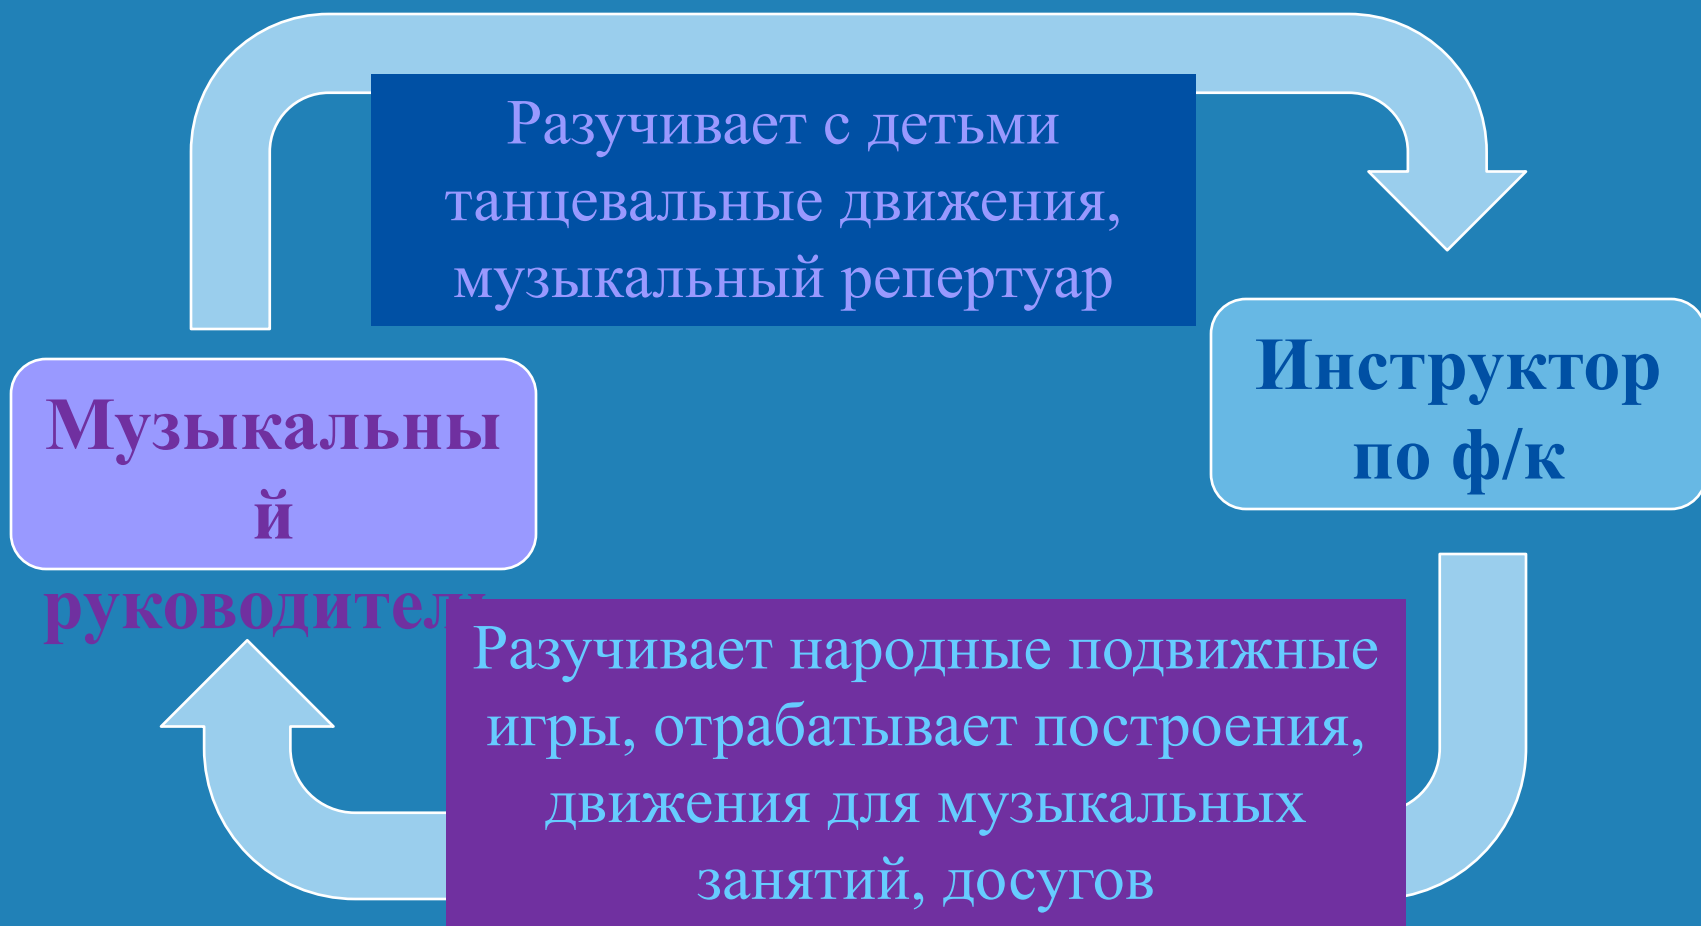 Разучивает с детьми
танцевальные движения,
музыкальный репертуар
Инструктор
по ф/к
Музыкальны
й
руководитель
Разучивает народные подвижные
игры, отрабатывает построения,
движения для музыкальных
занятий, досугов